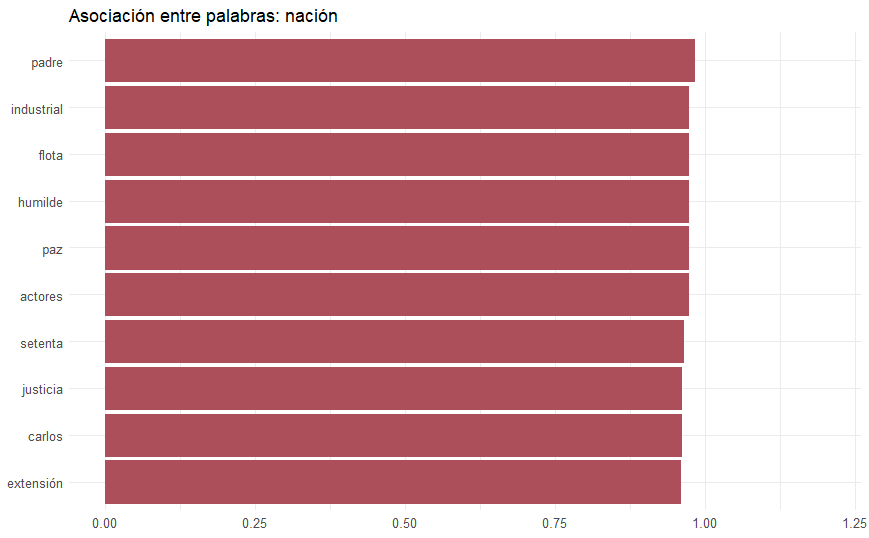 Asociación entre palabras: nación
padre
industrial
flota
humilde
paz
actores
setenta
justicia
carlos
extensión
0.00 0.25 0.50 0.75 1.00 1.25